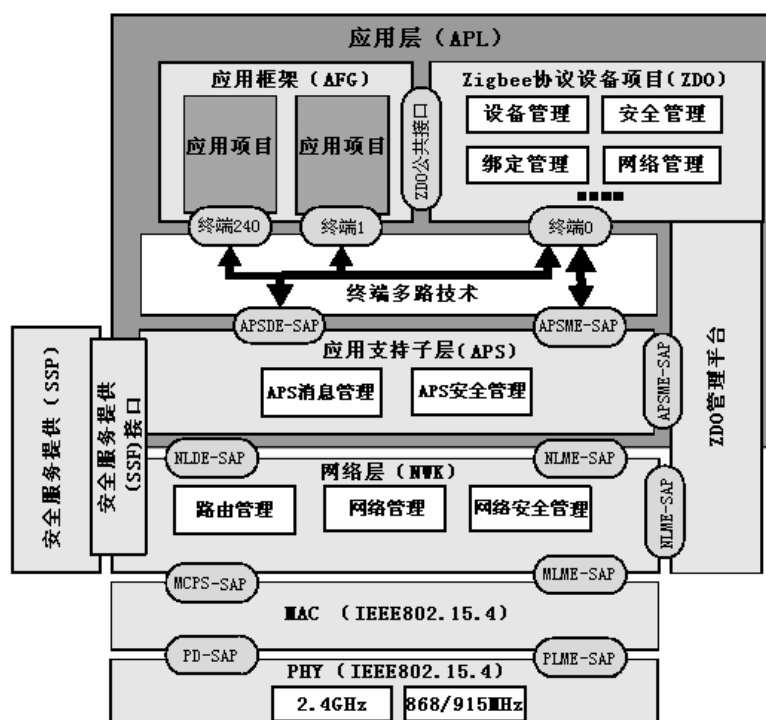 应用层（APL）
应用框架（AFG）
Zigbee协议设备项目(ZDO)
应用项目
应用项目
ZDO公共接口
设备管理
安全管理
绑定管理
网络管理
终端240
终端1
终端0
终端多路技术
APSDE-SAP
APSME-SAP
应用支持子层(APS)
APS消息管理
APS安全管理
APSME-SAP
ZDO管理平台
安全服务提供（SSP）
安全服务提供
(SSP)接口
NLDE-SAP
NLME-SAP
网络层（NWK）
路由管理
网络管理
网络安全管理
NLME-SAP
MCPS-SAP
MLME-SAP
MAC （IEEE802.15.4）
PD-SAP
PLME-SAP
PHY（IEEE802.15.4）
2.4GHz
868/915MHz